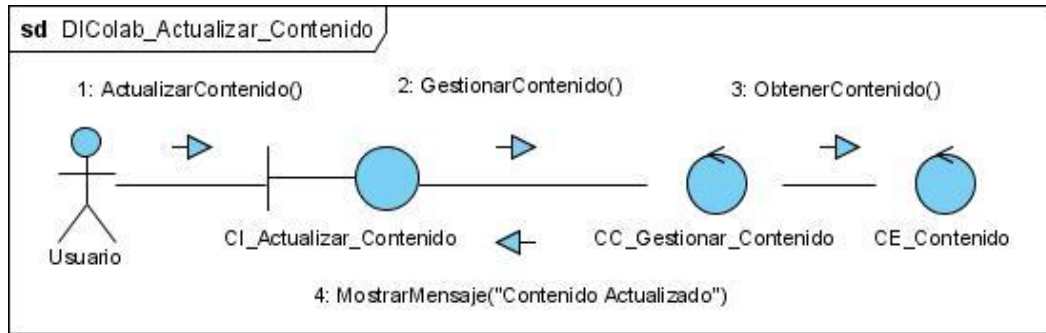 sd DIColab_Actualizar_Contenido
1: ActualizarContenido()
2: GestionarContenido()
3: ObtenerContenido()
Usuario
CI_Actualizar_Contenido
CC_Gestionar_Contenido
CE_Contenido
4: MostrarMensaje("Contenido Actualizado")